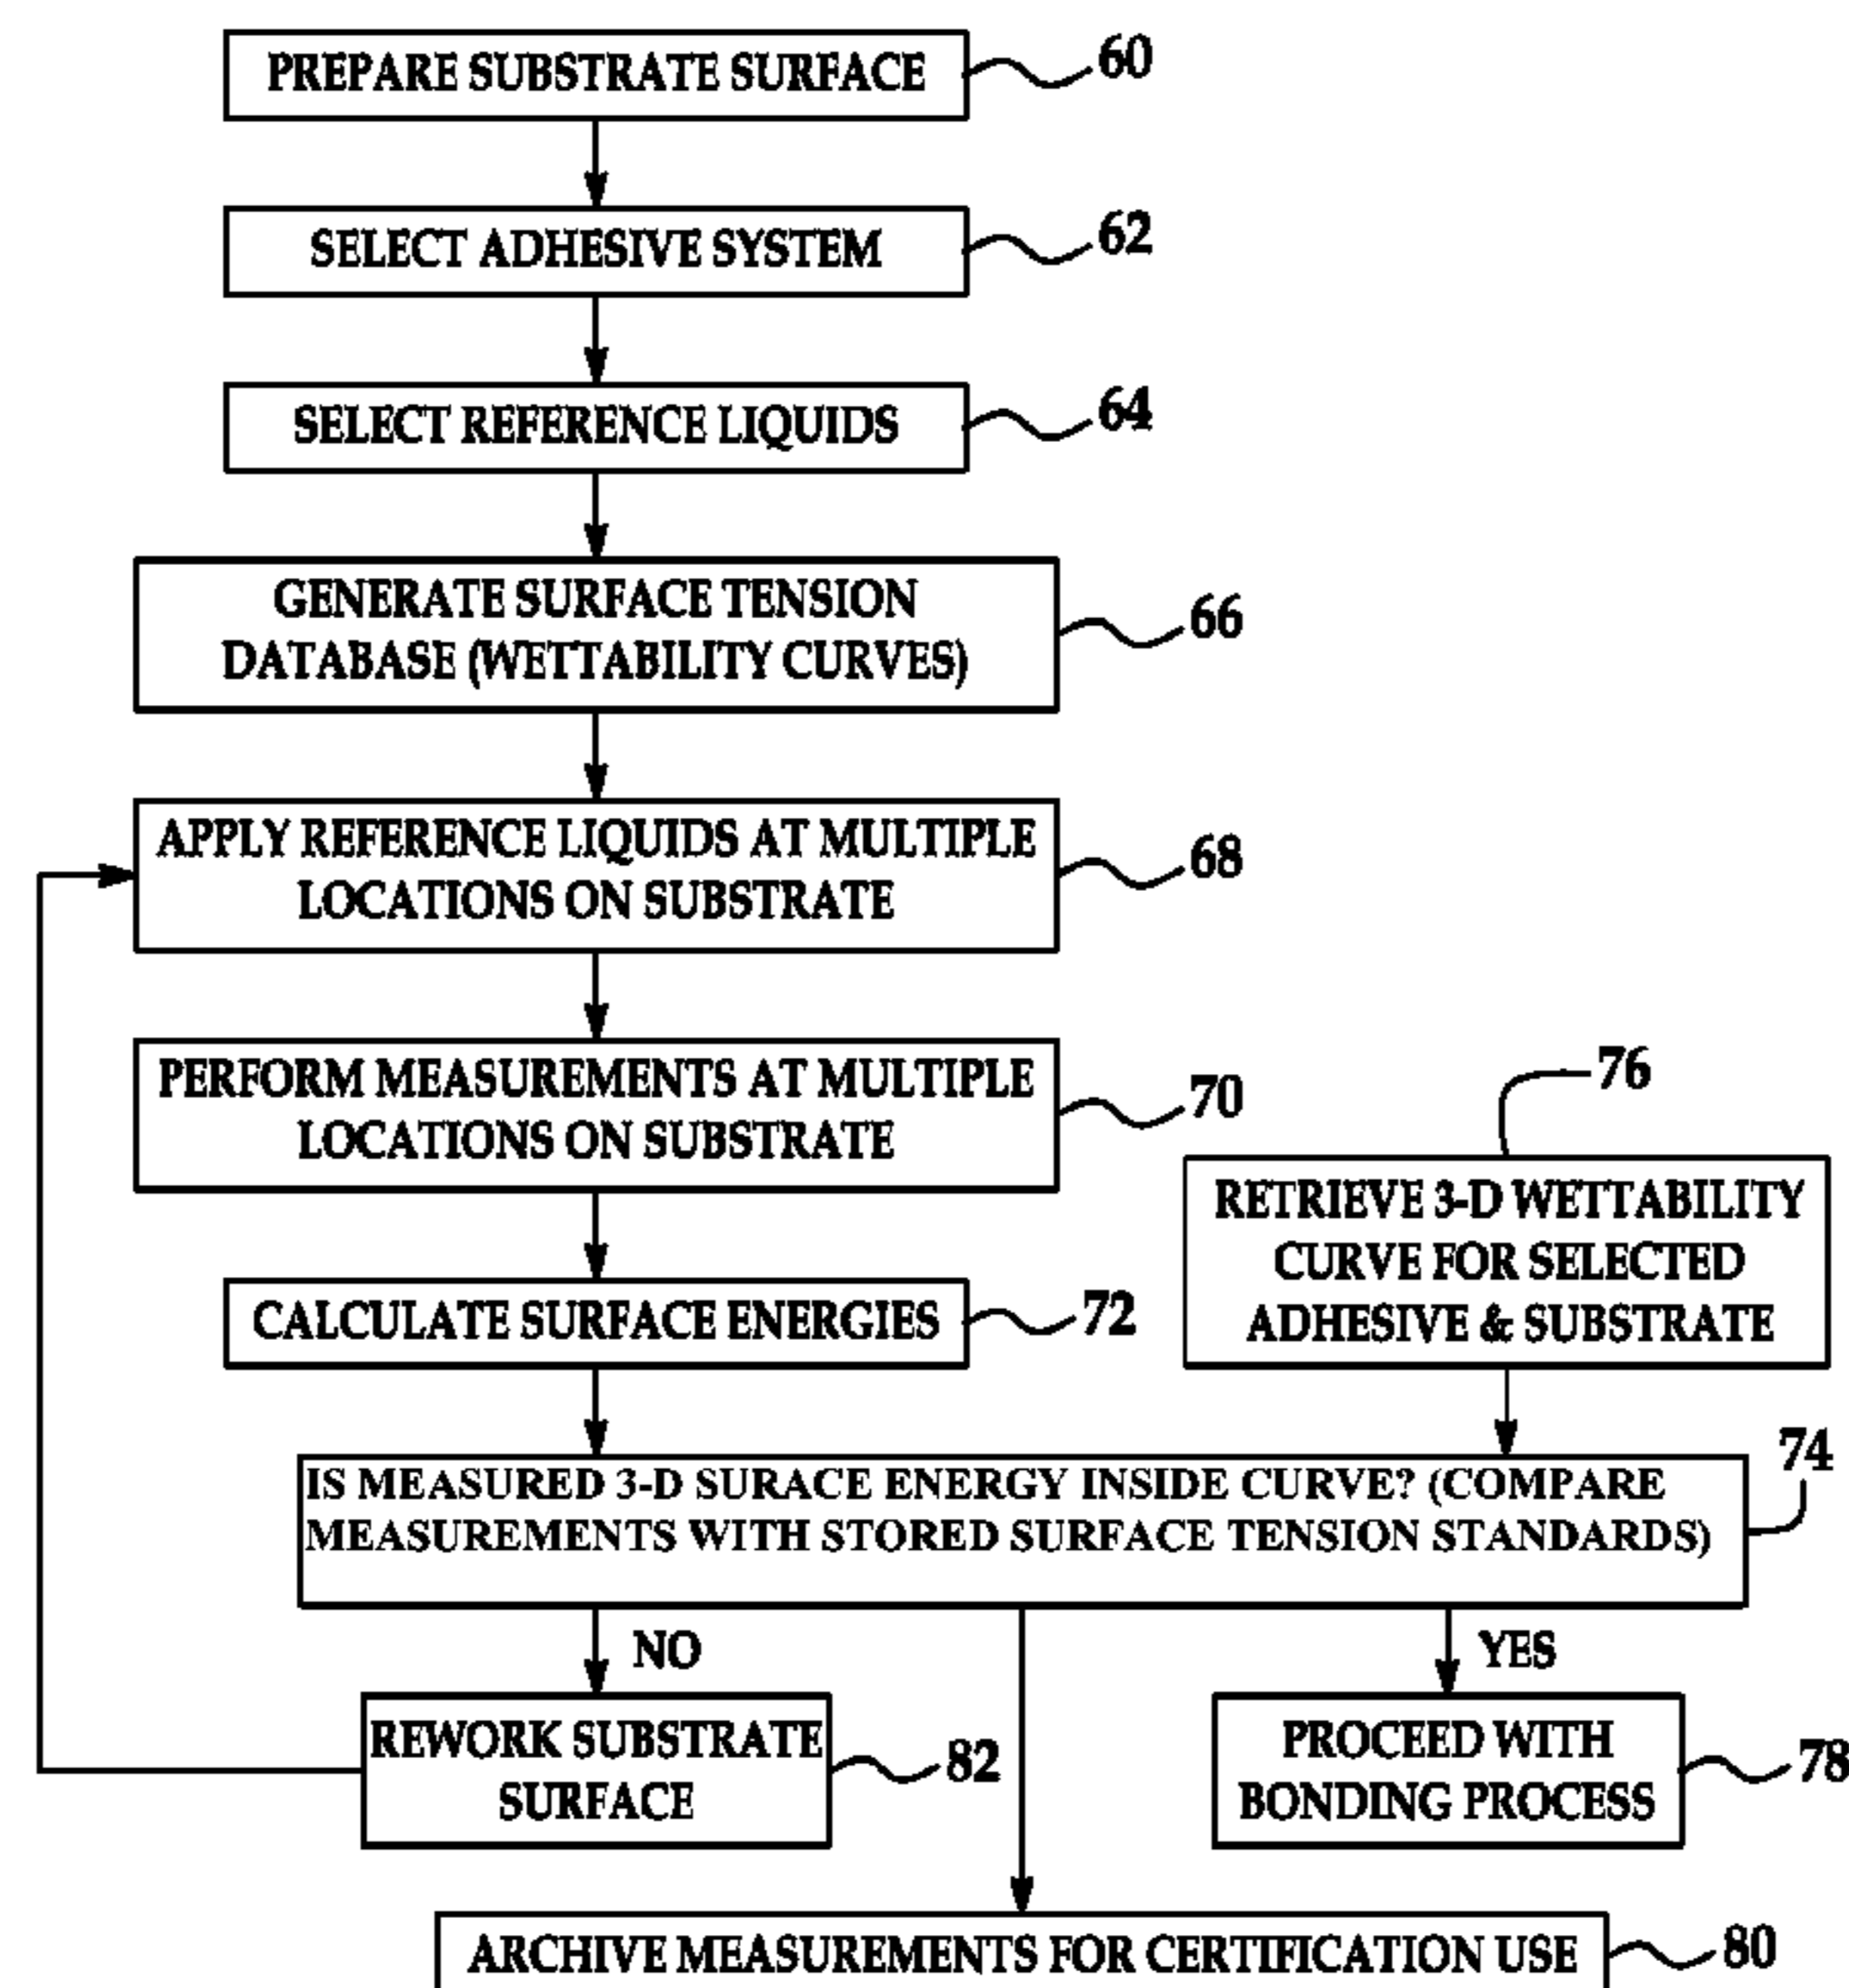 PREPARE SUBSTRATE SURFACE
60
SELECT ADHESIVE SYSTEM
62
SELECT REFERENCE LIQUIDS
64
GENERATE SURFACE TENSION
DATABASE (WETTABILITY CURVES)
66
APPLY REFERENCE LIQUIDS AT MULTIPLE
LOCATIONS ON SUBSTRATE
68
PERFORM MEASUREMENTS AT MULTIPLE
LOCATIONS ON SUBSTRATE
70
76
RETRIEVE 3-D WETTABILITY
CURVE FOR SELECTED
ADHESIVE & SUBSTRATE
CALCULATE SURFACE ENERGIES
72
74
IS MEASURED 3-D SURACE ENERGY INSIDE CURVE? (COMPARE
MEASUREMENTS WITH STORED SURFACE TENSION STANDARDS)
NO
YES
REWORK SUBSTRATE
SURFACE
82
PROCEED WITH
BONDING PROCESS
78
ARCHIVE MEASUREMENTS FOR CERTIFICATION USE
80